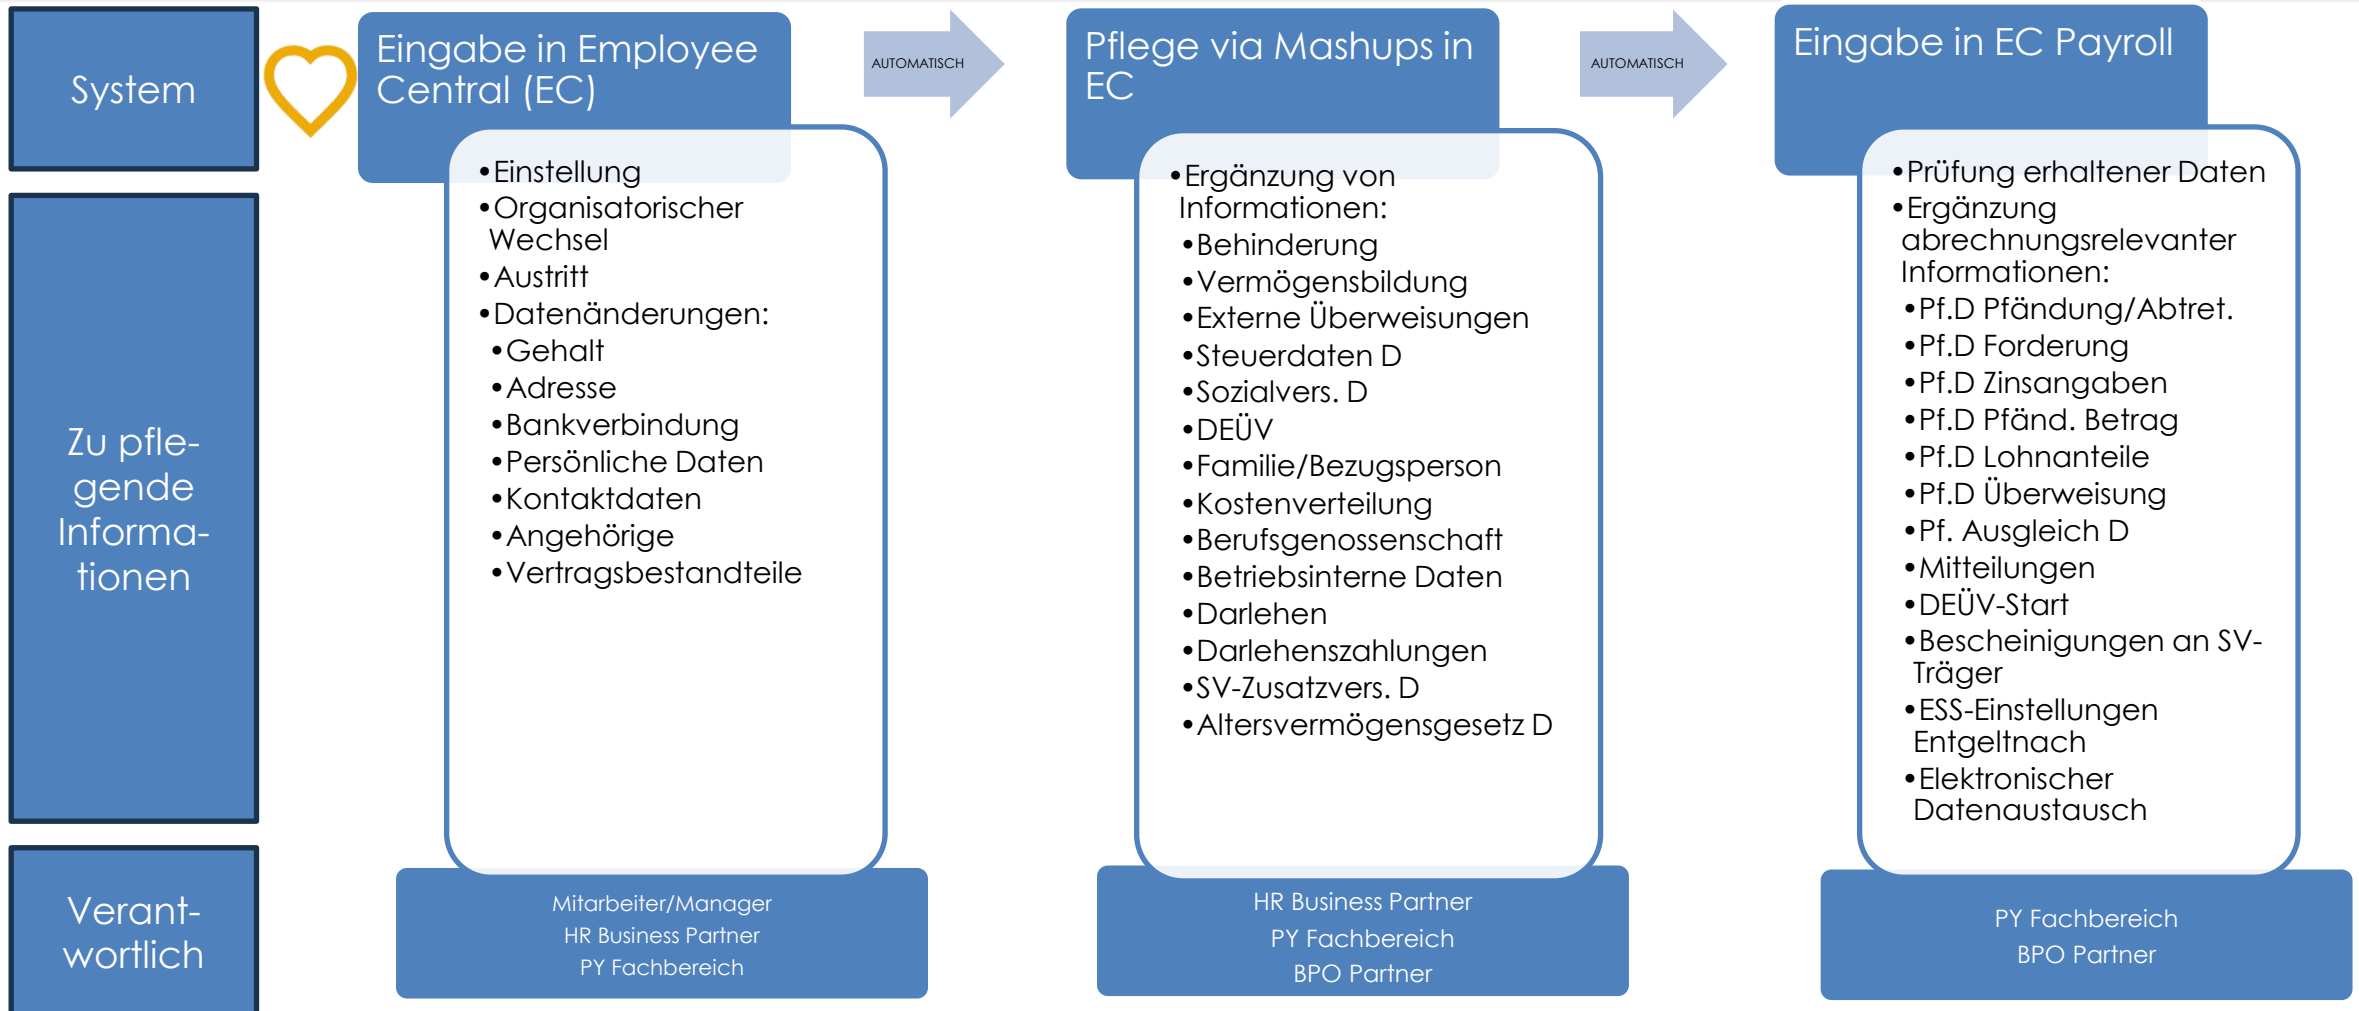 System
Eingabe in Employee
Central (EC)
AUTOMATISCH
Pflege via Mashups in
EC
AUTOMATISCH
Eingabe in EC Payroll
Zu pfle-
gende
Informa-
tionen
•Einstellung
•Organisatorischer
Wechsel
•Austritt
•Datenänderungen:
•Gehalt
•Adresse
•Bankverbindung
•Persönliche Daten
•Kontaktdaten
•Angehörige
•Vertragsbestandteile
•Ergänzung von
Informationen:
•Behinderung
•Vermögensbildung
•Externe Überweisungen
•Steuerdaten D
•Sozialvers. D
•DEÜV
•Familie/Bezugsperson
•Kostenverteilung
•Berufsgenossenschaft
•Betriebsinterne Daten
•Darlehen
•Darlehenszahlungen
•SV-Zusatzvers. D
•Altersvermögensgesetz D
•Prüfung erhaltener Daten
•Ergänzung
abrechnungsrelevanter
Informationen:
•Pf.D Pfändung/Abtret.
•Pf.D Forderung
•Pf.D Zinsangaben
•Pf.D Pfänd. Betrag
•Pf.D Lohnanteile
•Pf.D Überweisung
•Pf. Ausgleich D
•Mitteilungen
•DEÜV-Start
•Bescheinigungen an SV-
Träger
•ESS-Einstellungen
Entgeltnach
•Elektronischer
Datenaustausch
Verant-
wortlich
Mitarbeiter/Manager
HR Business Partner
PY Fachbereich
HR Business Partner
PY Fachbereich
BPO Partner
PY Fachbereich
BPO Partner